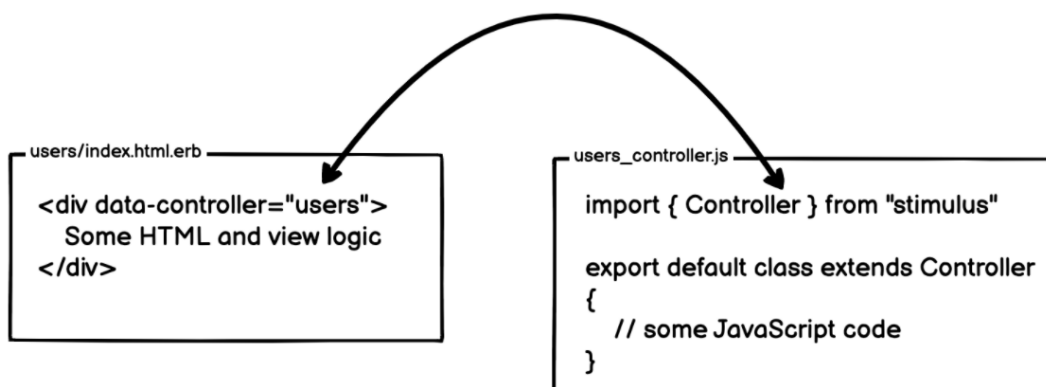 users/index.html.erb
<div data-controller="users">
Some HTML and view logic
</div>
users_controller.js
import { Controller } from "stimulus"
export default class extends Controller
{
// some JavaScript code
}